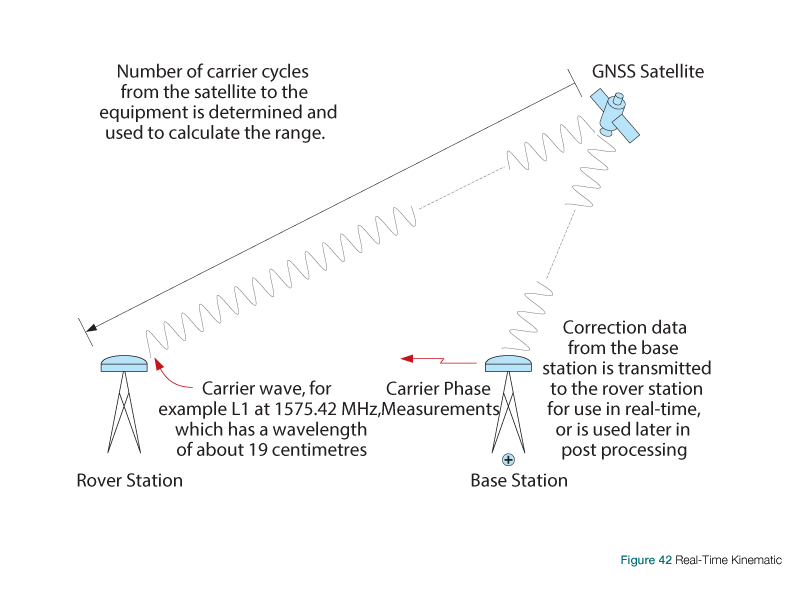 Number of carrier cycles
from the satellite to the
equipment is determined and
used to calculate the range.
GNSS Satellite
Correction data
from the base
station is transmitted
to the rover station
for use in real-time,
or is used later in
post processing
Carrier wave, for
example L1 at 1575.42 MHz,
which has a wavelength
of about 19 centimetres
Carrier Phase
Measurements
Rover Station
Base Station
Figure 42 Real-Time Kinematic